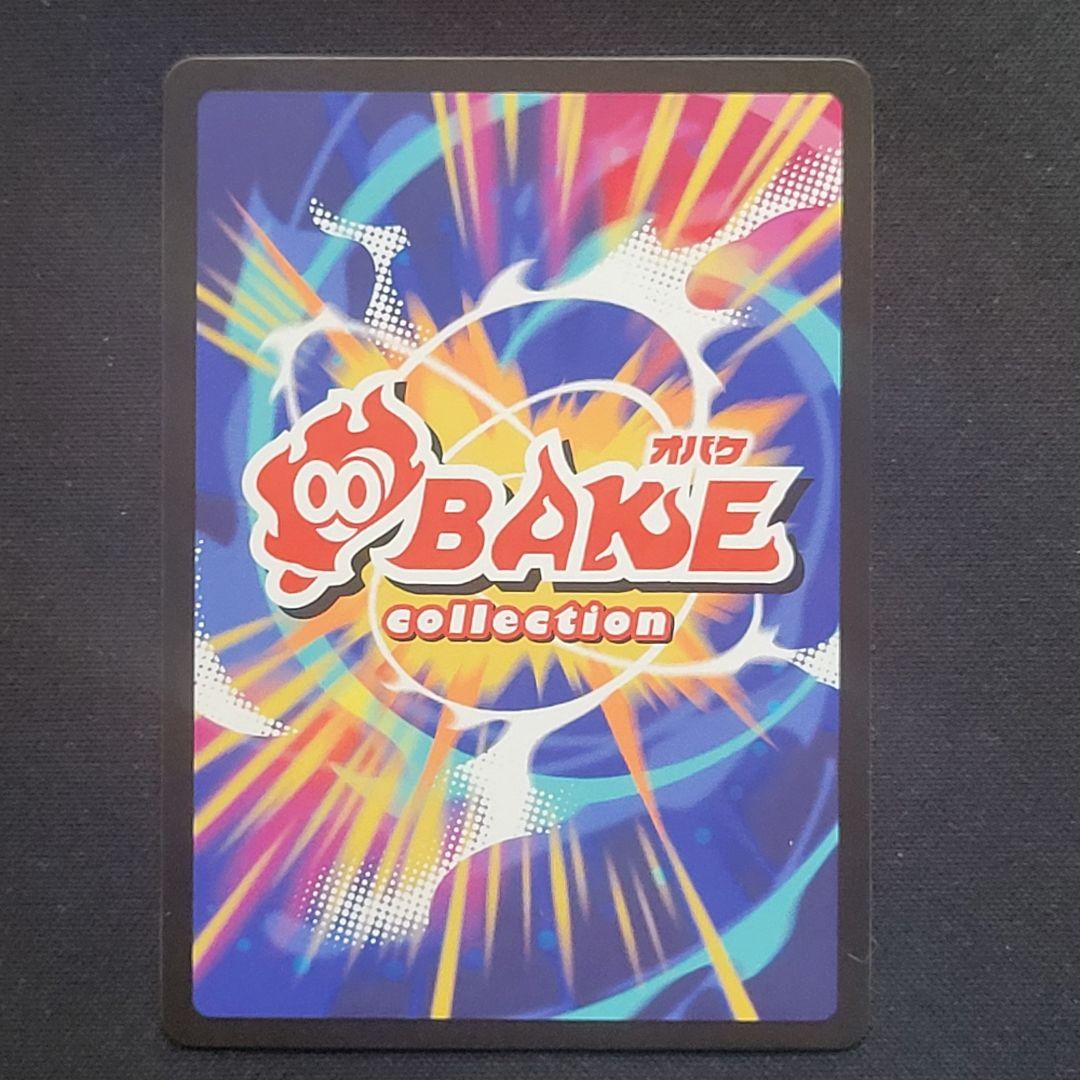 オバケ
OBAKE
collection